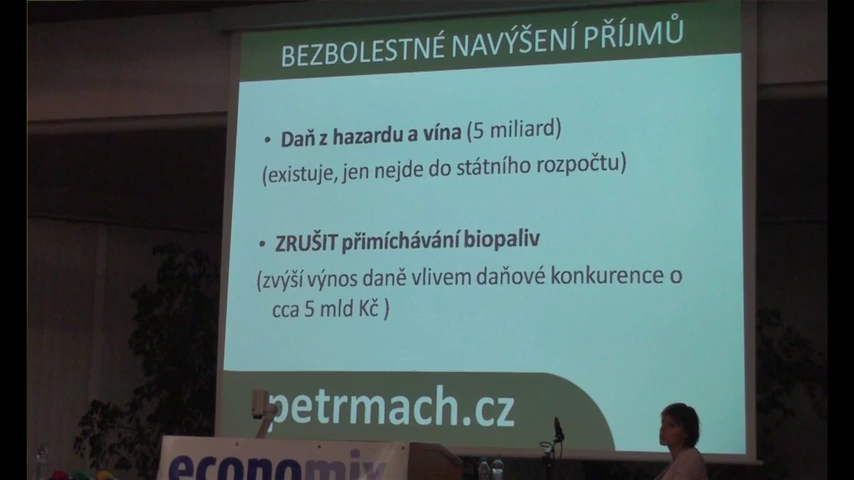 BEZBOLESTNÉ NAVÝŠENÍ PŘÍJMŮ
• Daň z hazardu a vína (5 miliard)
(existuje, jen nejde do státního rozpočtu)
• ZRUŠIT přimíchávání biopaliv
(zvýší výnos daně vlivem daňové konkurence o
cca 5 mld Kč )
petrmach.cz
economix